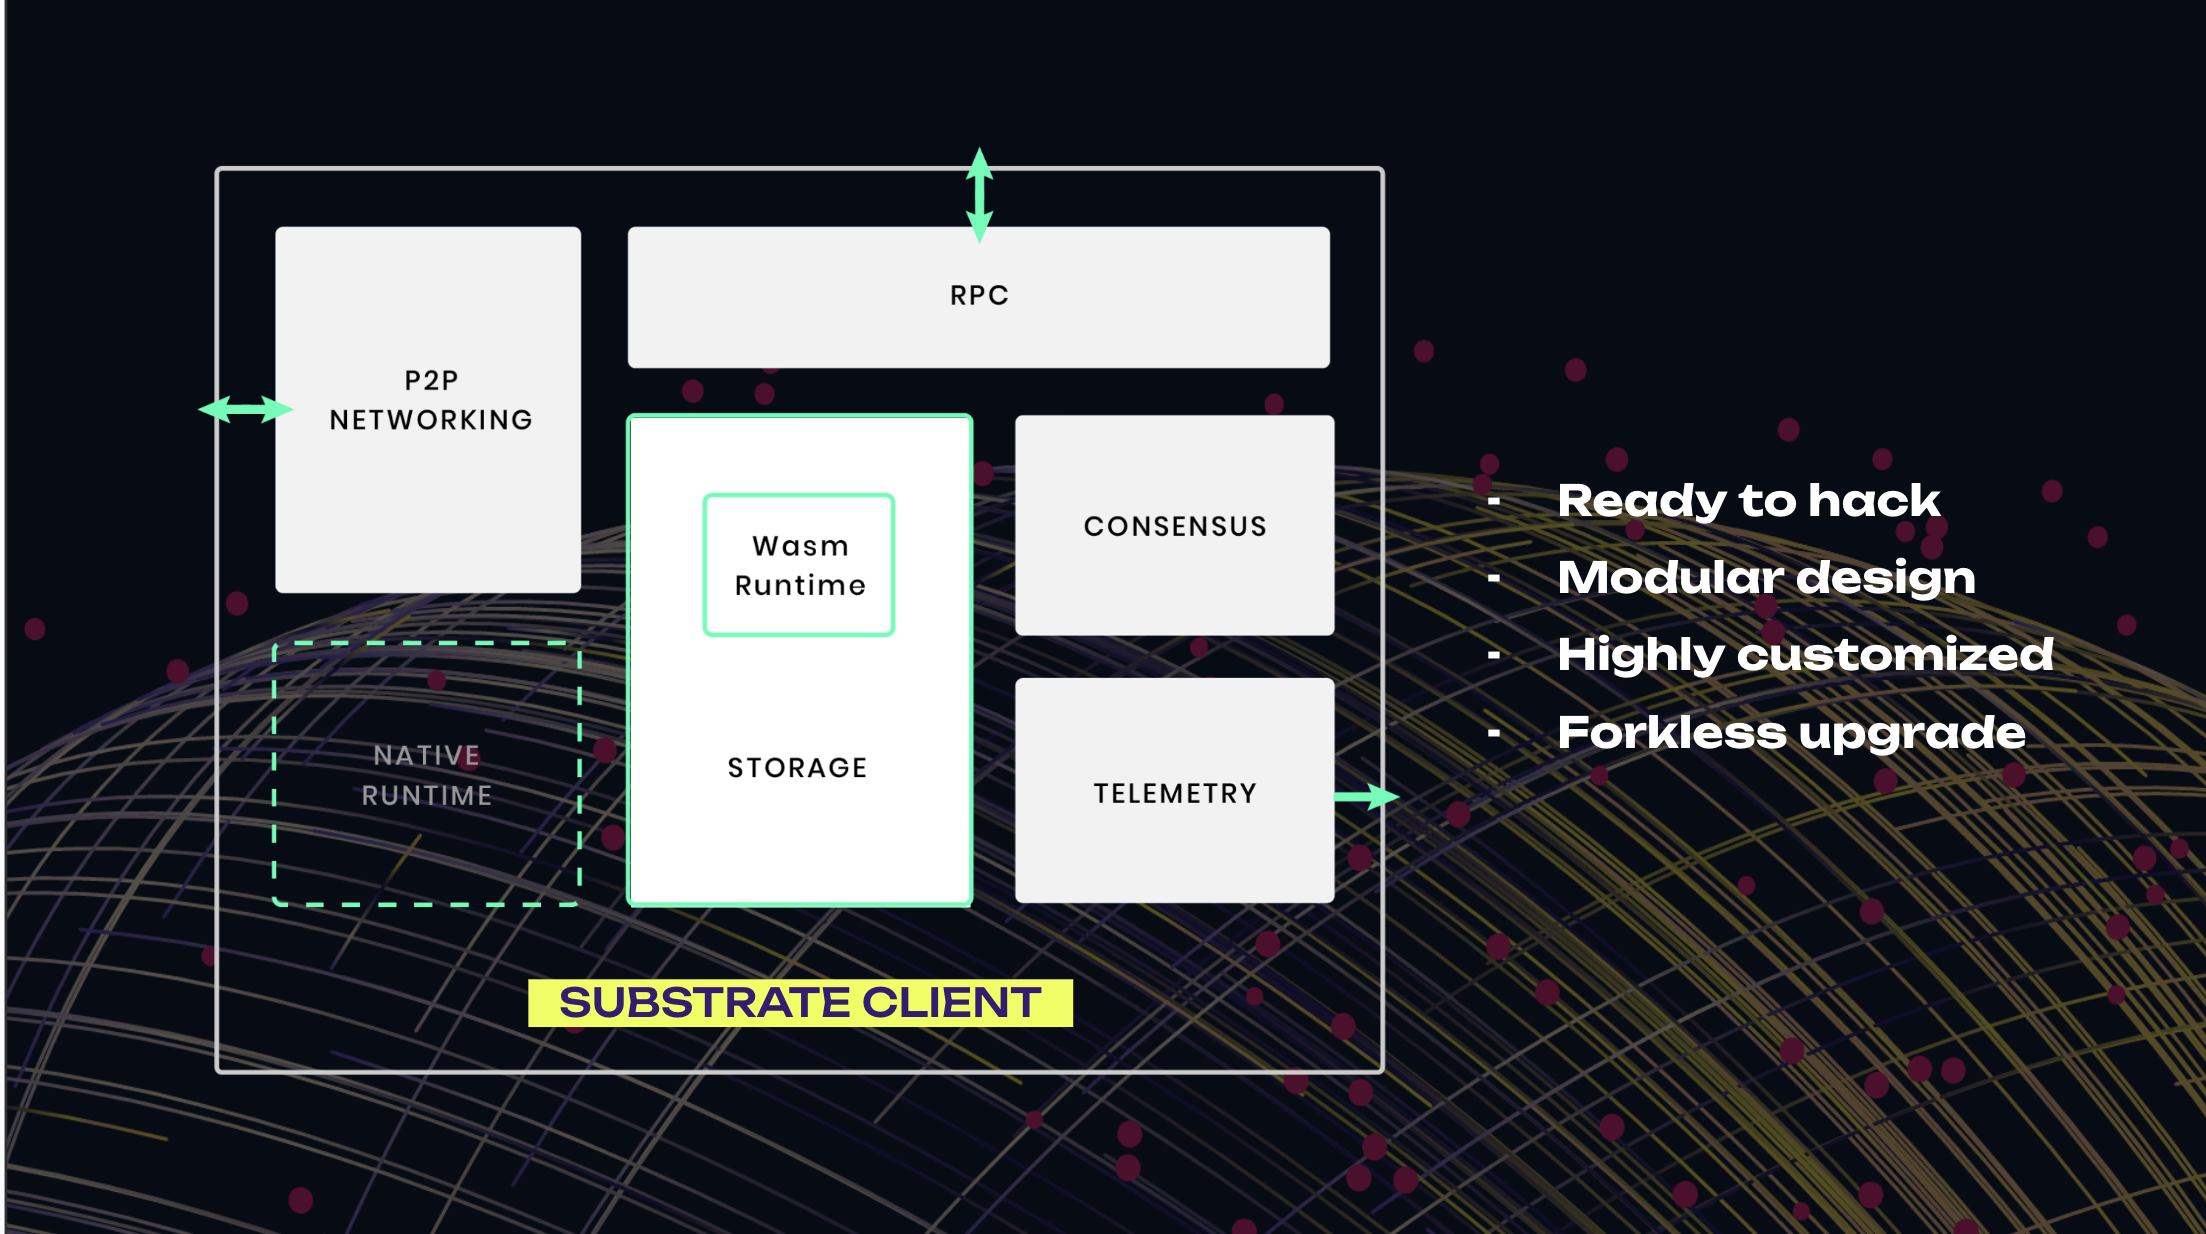 RPC
P2P
NETWORKING
Wasm
Runtime
STORAGE
CONSENSUS
NATIVE
RUNTIME
TELEMETRY
SUBSTRATE CLIENT
- Ready to hack
- Modular design
- Highly customized
- Forkless upgrade